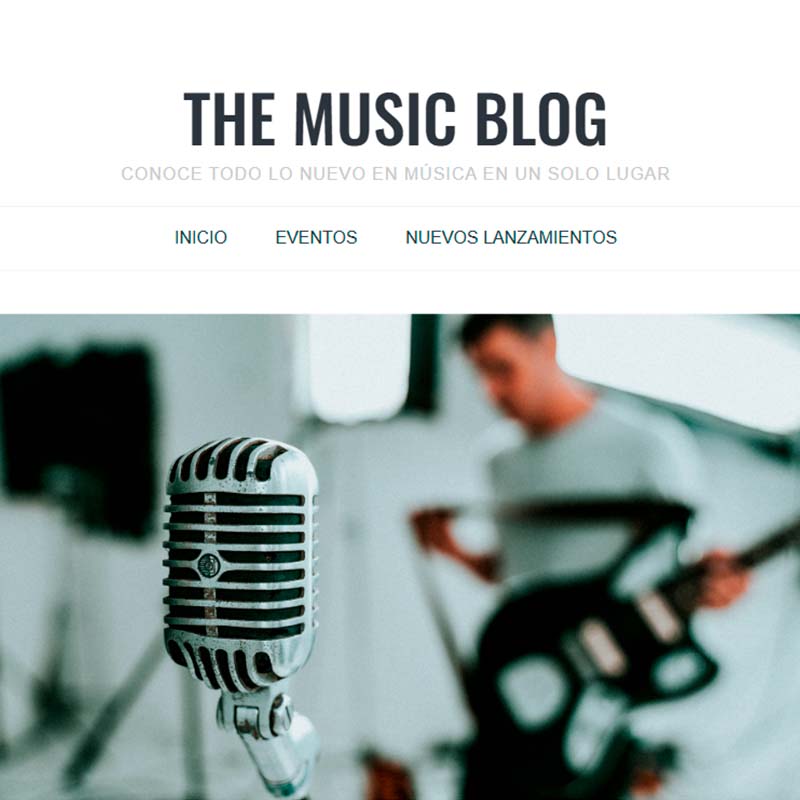 THE MUSIC BLOG
CONOCE TODO LO NUEVO EN MÚSICA EN UN SOLO LUGAR
INICIO EVENTOS NUEVOS LANZAMIENTOS